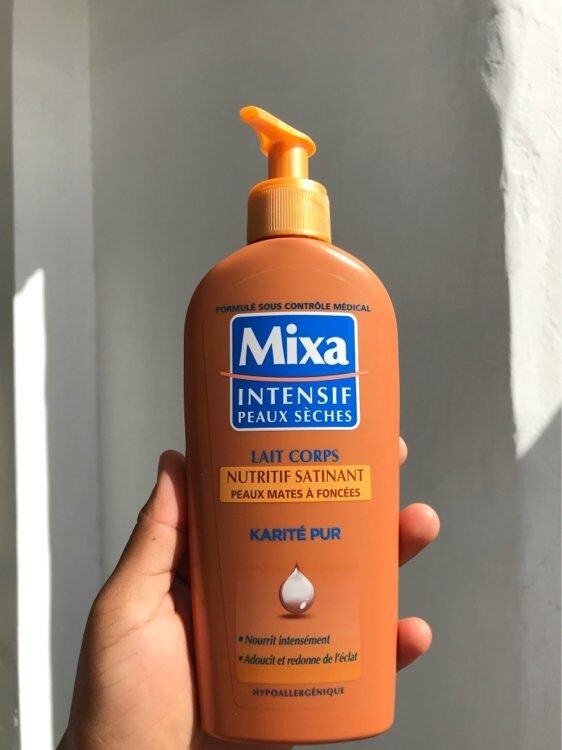 FORMULÉ SOUS CONTRÔLE MÉDICAL
Mixa
INTENSIF
PEAUX SÈCHES
LAIT CORPS
NUTRITIF SATINANT
PEAUX MATES À FONCÉES
KARITÉ PUR
• Nourrit intensément
• Adoucit et redonne de l'éclat
HYPOALLERGÉNIQUE